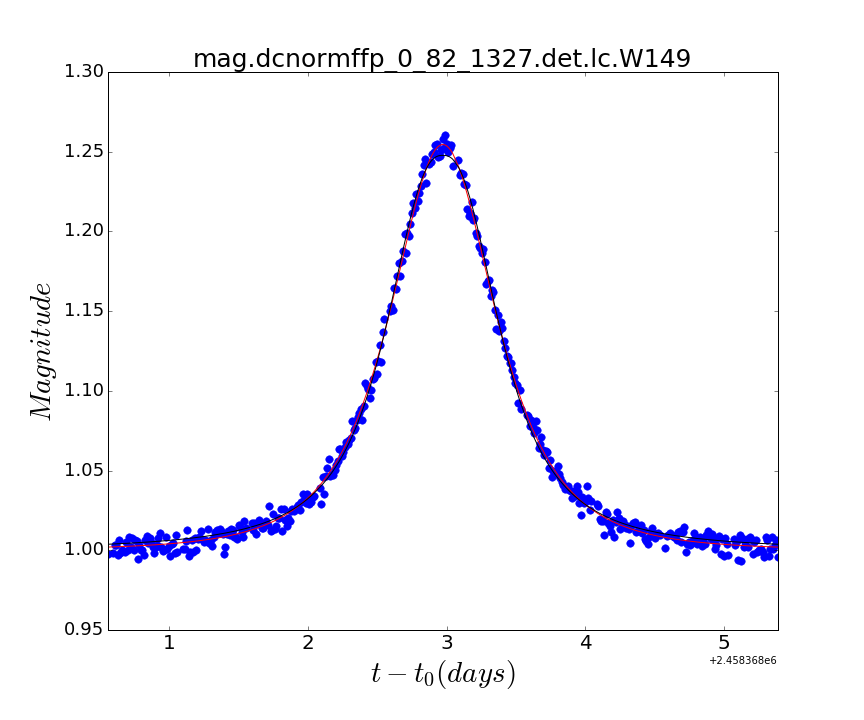 mag.dcnormffp_0_82_1327.det.lc.W149
1.30
1.25
1.20
1.15
1.10
1.05
1.00
0.95
Magnitude
1 2 3 4 5
+2.458368e6
t − t₀(days)